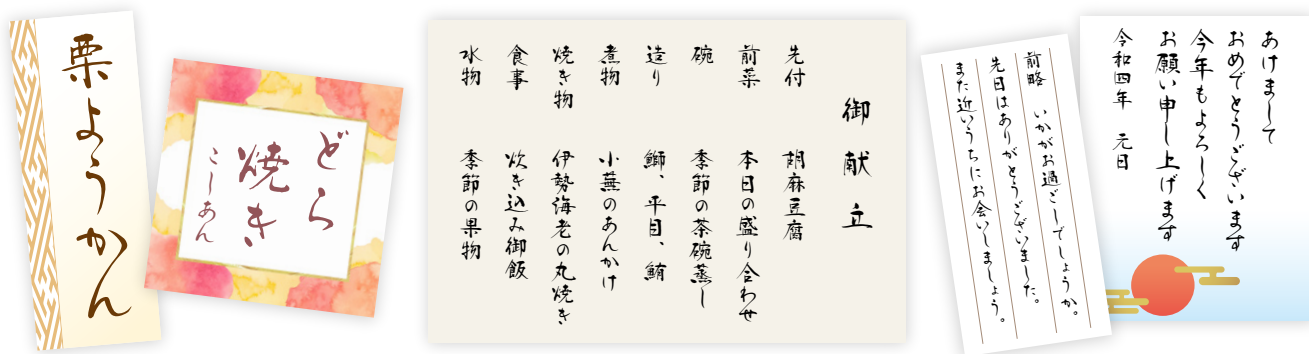 栗ようかん
どら
焼き
こしあん
御献立
先付　胡麻豆腐
前菜　本日の盛り合わせ
碗　季節の茶碗蒸し
造り　鰤、平目、鮪
煮物　小蕪のあんかけ
焼き物　伊勢海老の丸焼き
食事　炊き込み御飯
水物　季節の果物
前略　いかがお過ごしでしょうか。
先日はありがとうございました。
また近いうちにお会いしましょう。
あけまして
おめでとうございます
今年もよろしく
お願い申し上げます
令和四年　元日